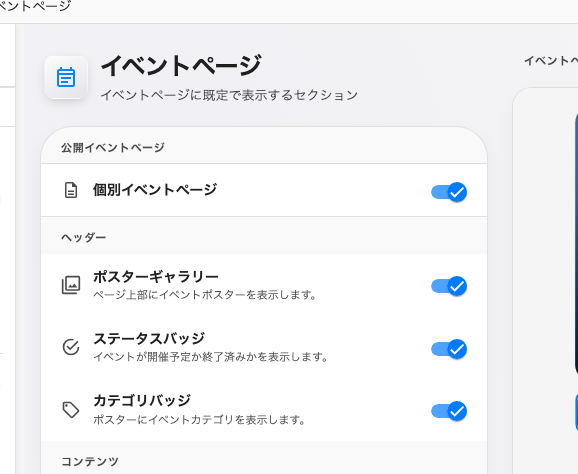 ベントページ
イベントページ
イベントページに既定で表示するセクション
イベントペ
公開イベントページ
個別イベントページ
ヘッダー
ポスターギャラリー
ページ上部にイベントポスターを表示します。
ステータスバッジ
イベントが開催予定か終了済みかを表示します。
カテゴリバッジ
ポスターにイベントカテゴリを表示します。
コンテンツ